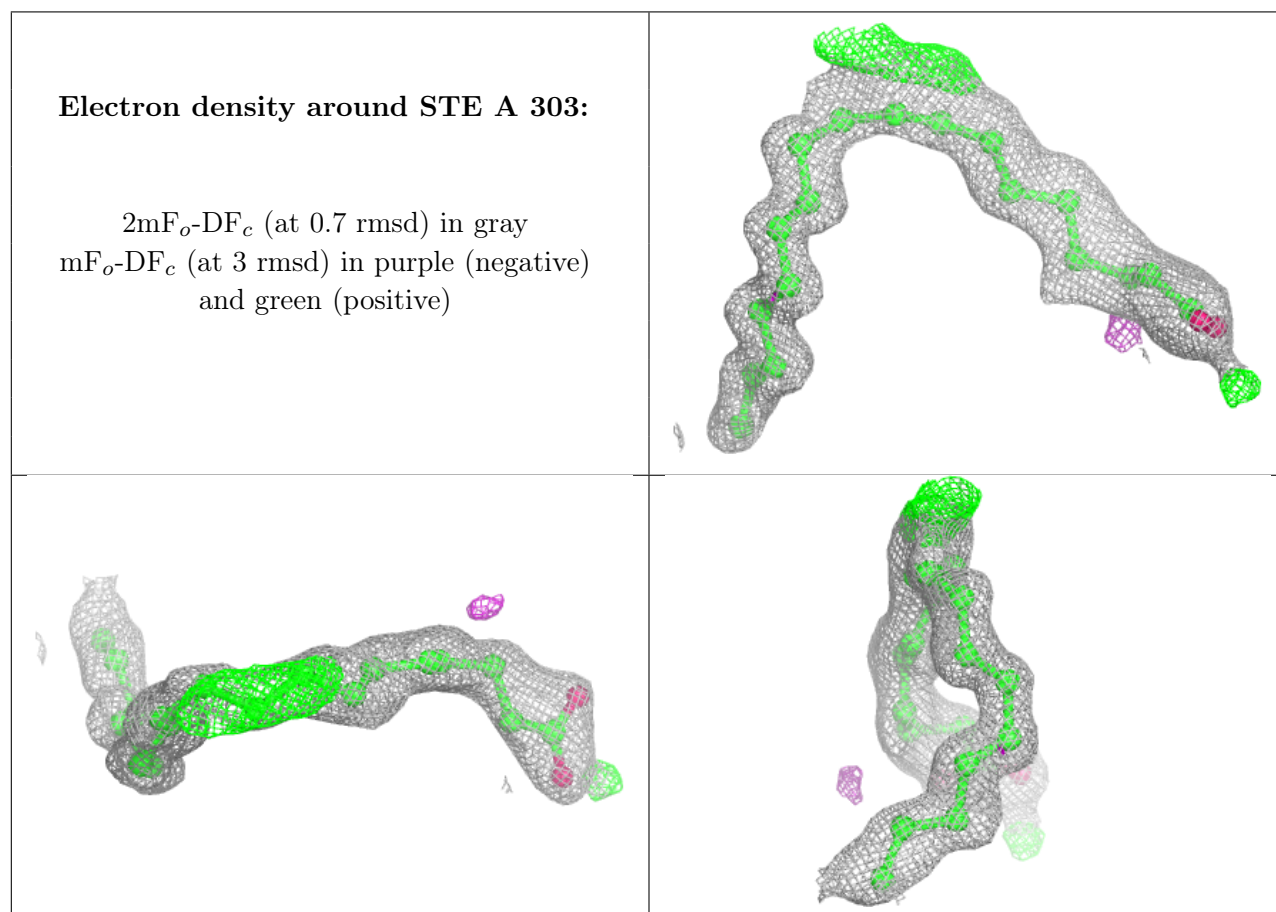 Electron density around STE A 303:
2mFₒ-DF𝑐 (at 0.7 rmsd) in gray
mFₒ-DF𝑐 (at 3 rmsd) in purple (negative)
and green (positive)